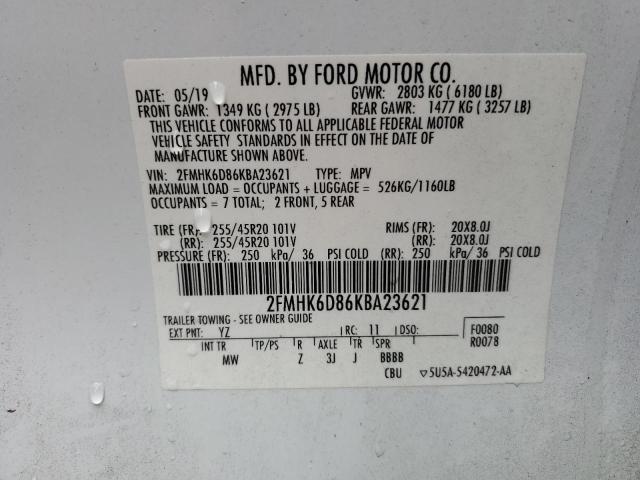 MFD. BY FORD MOTOR CO.
DATE: 05/19 GVWR: 2803 KG ( 6180 LB)
FRONT GAWR: 1349 KG ( 2975 LB) REAR GAWR: 1477 KG ( 3257 LB)
THIS VEHICLE CONFORMS TO ALL APPLICABLE FEDERAL MOTOR
VEHICLE SAFETY STANDARDS IN EFFECT ON THE DATE OF
MANUFACTURE SHOWN ABOVE.
VIN: 2FMHK6D86KBA23621 TYPE: MPV
MAXIMUM LOAD = OCCUPANTS + LUGGAGE = 526KG/1160LB
OCCUPANTS = 7 TOTAL; 2 FRONT, 5 REAR
TIRE (FR): 255/45R20 101V RIMS (FR): 20X8.0J
(RR): 255/45R20 101V (RR): 20X8.0J
PRESSURE (FR): 250 kPa/ 36 PSI COLD (RR): 250 kPa/ 36 PSI COLD
2FMHK6D86KBA23621
TRAILER TOWING - SEE OWNER GUIDE
EXT PNT: YZ RC: 11 DSO: F0080
INT TR TP/PS R AXLE TR SPR R0078
MW Z 3J J BBBB
CBU ▽5U5A-5420472-AA